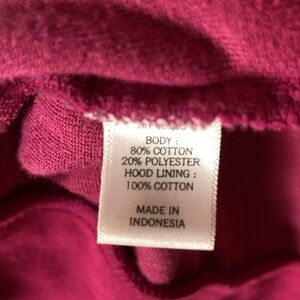 BODY :
80% COTTON
20% POLYESTER
HOOD LINING :
100% COTTON
MADE IN
INDONESIA